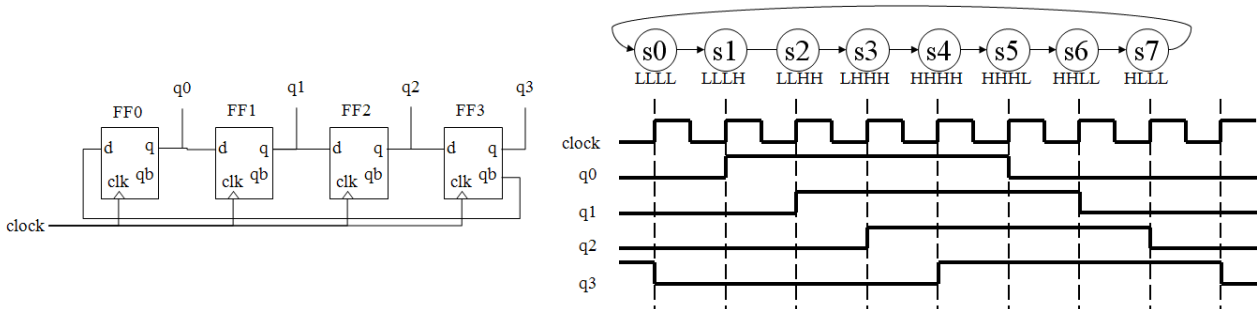 q0 q1 q2 q3
FF0 FF1 FF2 FF3
d q d q d q d q
clk qb clk qb clk qb clk qb
clock
s0 s1 s2 s3 s4 s5 s6 s7
LLLL LLLH LLHH LHHH HHHH HHHL HHLL HLLL
clock
q0
q1
q2
q3